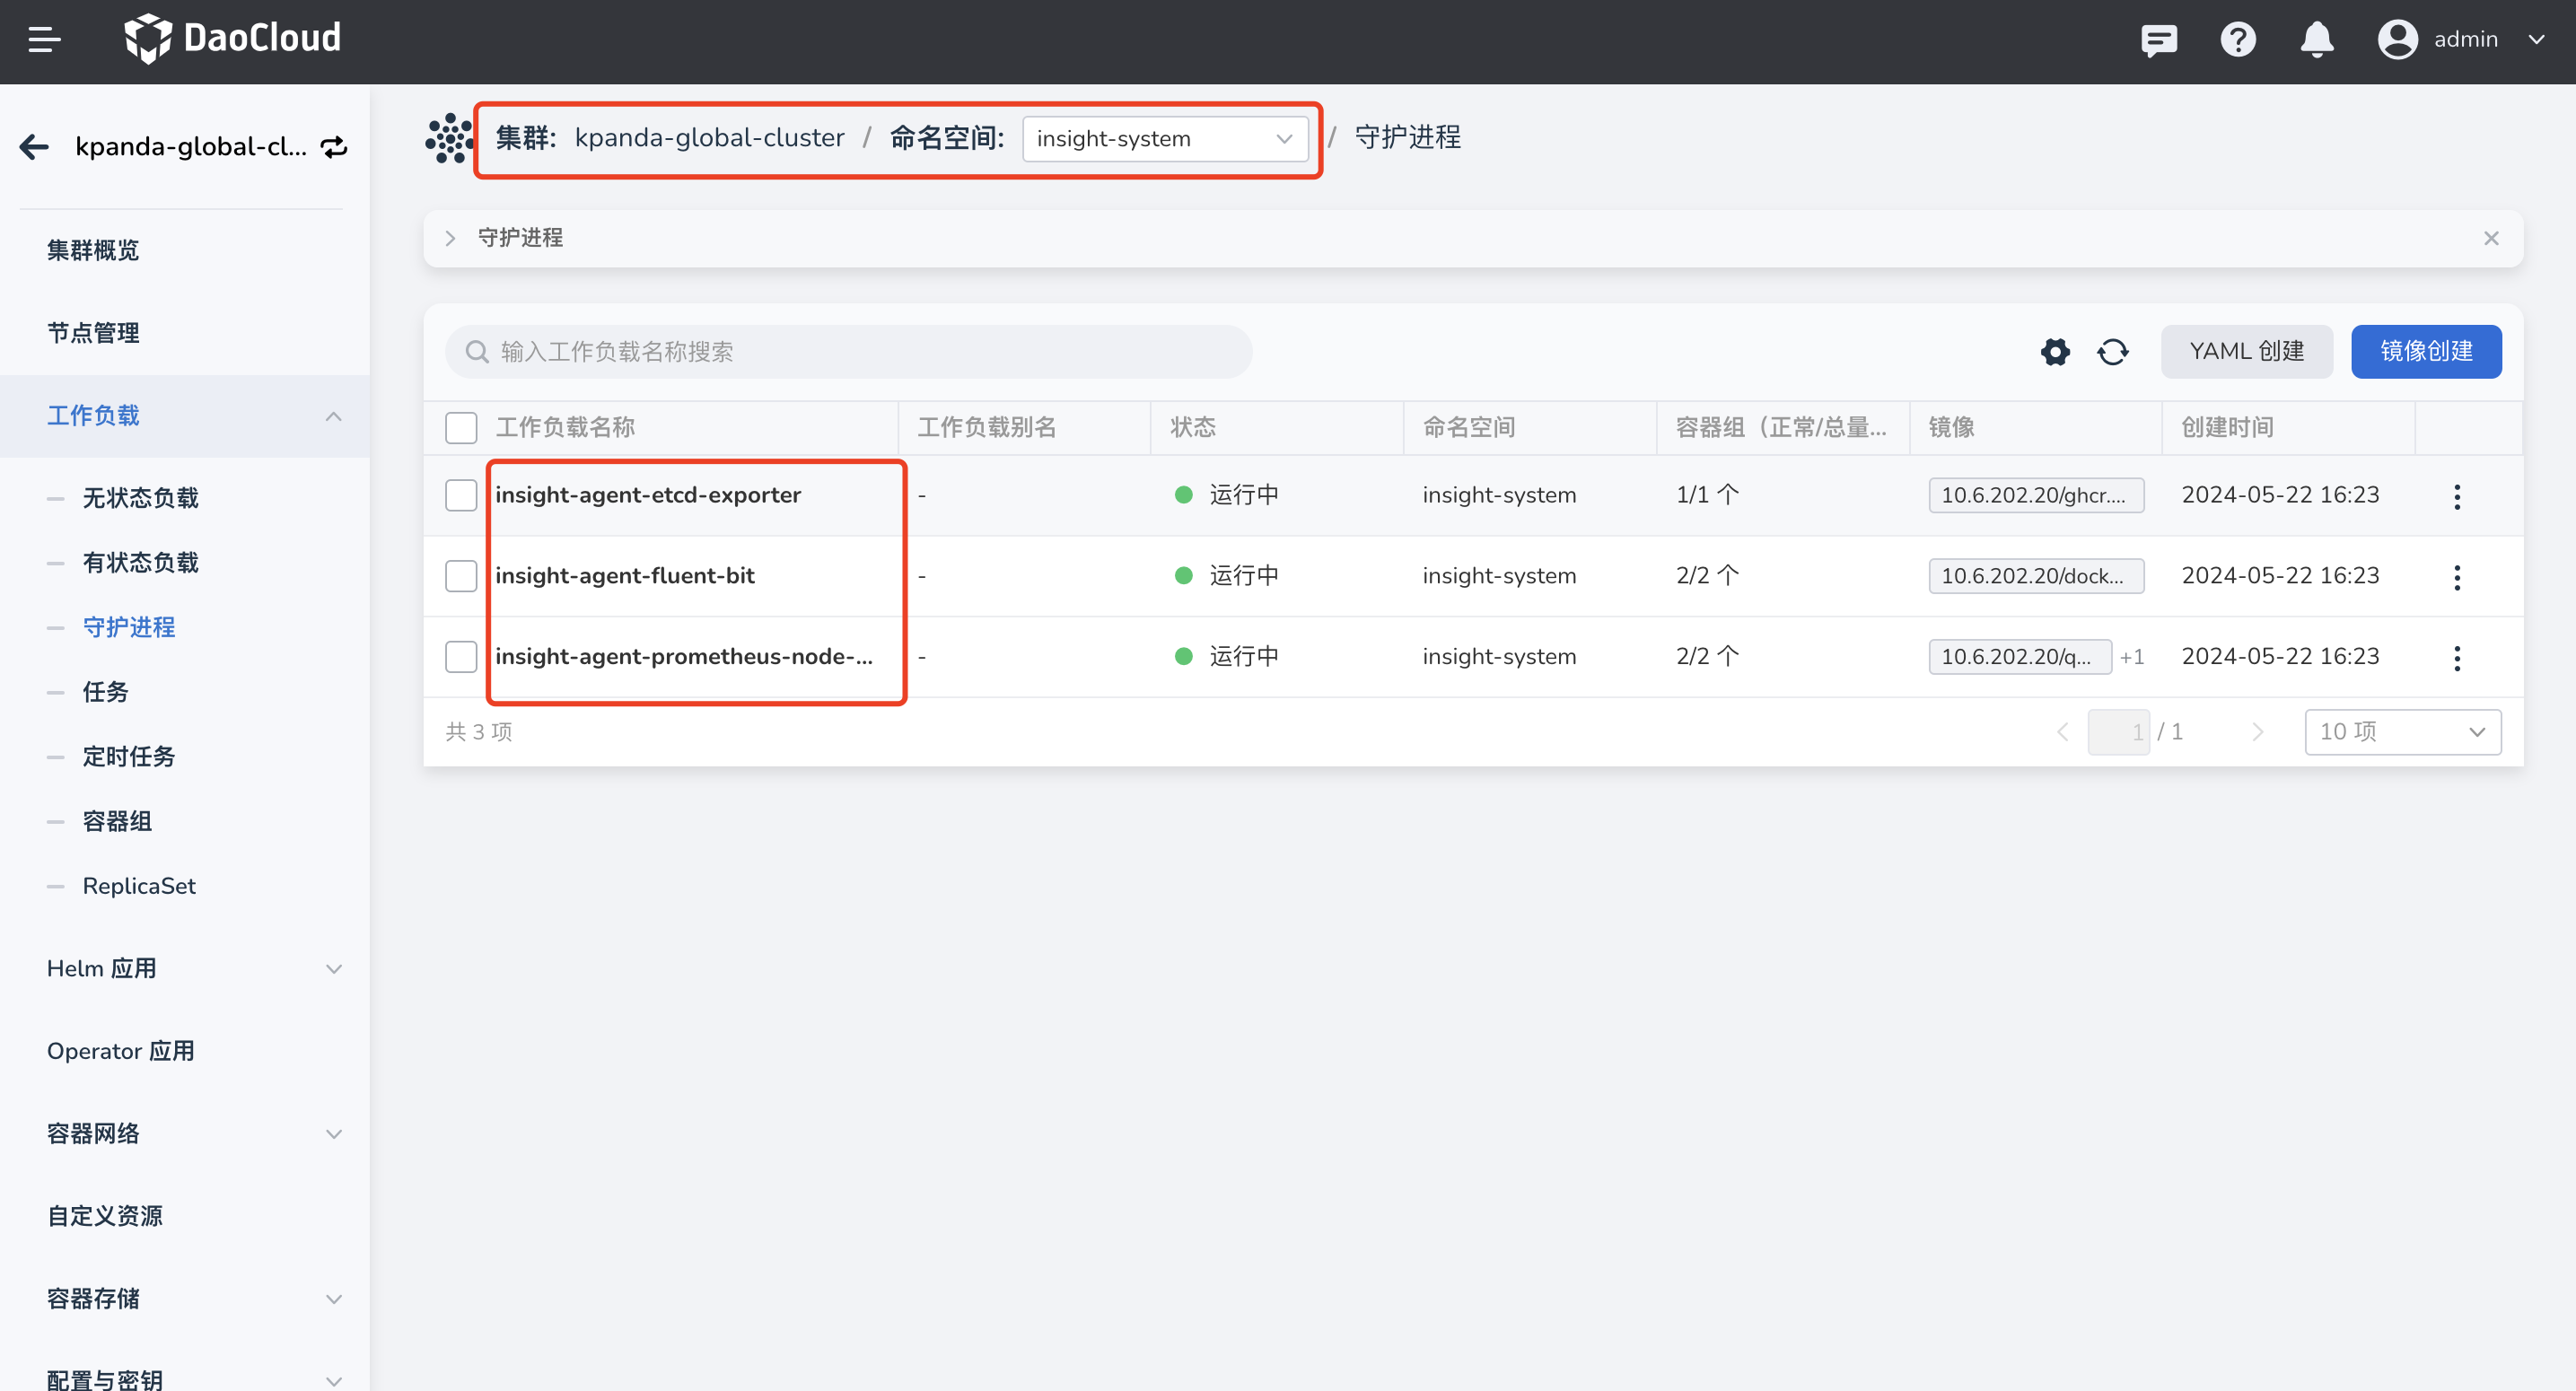 DaoCloud
admin
kpanda-global-cl...
集群概览
节点管理
工作负载
无状态负载
有状态负载
守护进程
任务
定时任务
容器组
ReplicaSet
Helm 应用
Operator 应用
容器网络
自定义资源
容器存储
配置与密钥
集群: kpanda-global-cluster / 命名空间: insight-system / 守护进程
守护进程
输入工作负载名称搜索
YAML 创建
镜像创建
工作负载名称 工作负载别名 状态 命名空间 容器组（正常/总量... 镜像 创建时间
insight-agent-etcd-exporter - 运行中 insight-system 1/1 个 10.6.202.20/ghcr.... 2024-05-22 16:23
insight-agent-fluent-bit - 运行中 insight-system 2/2 个 10.6.202.20/dock... 2024-05-22 16:23
insight-agent-prometheus-node-... - 运行中 insight-system 2/2 个 10.6.202.20/q... +1 2024-05-22 16:23
共 3 项
1 / 1
10 项